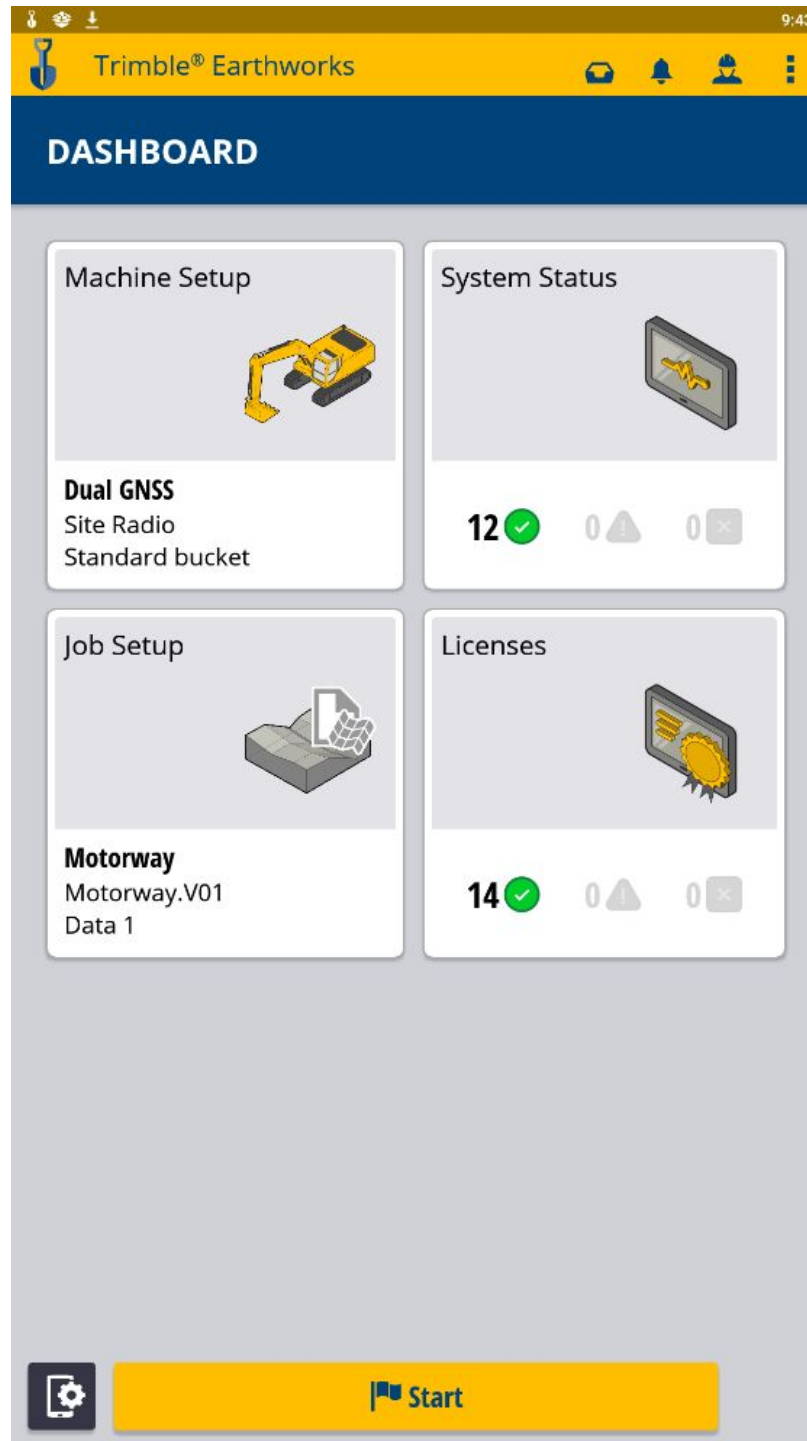 9:43
Trimble® Earthworks
DASHBOARD
Machine Setup
Dual GNSS
Site Radio
Standard bucket
System Status
12 0 0
Job Setup
Motorway
Motorway.V01
Data 1
Licenses
14 0 0
Start